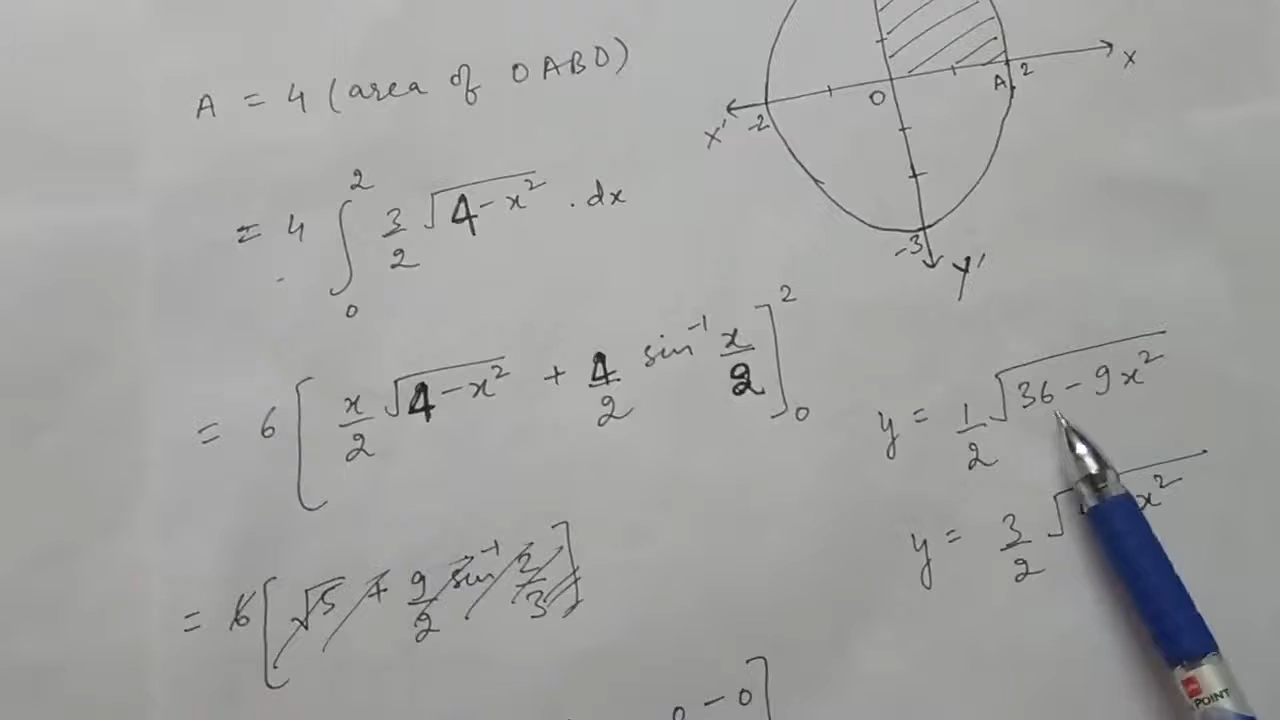 A = 4 (area of OABO)
= 4 ∫₀² 3/2 √(4 - x²) . dx
= 6 [ x/2 √(4 - x²) + 4/2 sin⁻¹ x/2 ]₀²
= 6 [ √5 + 9/2 sin⁻¹ 2/3 ]
0 - 0 ]
X
A 2
O
X' -2
-3
Y'
y = 1/2 √(36 - 9x²)
y = 3/2 √ x²
POINT